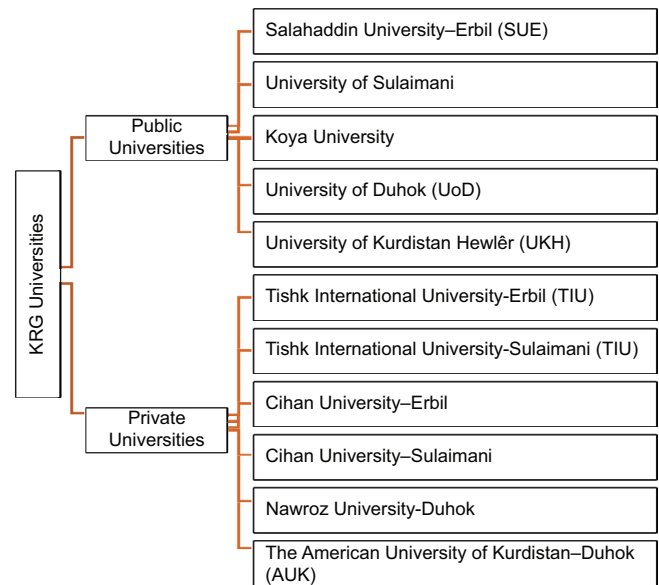 KRG Universities
Public
Universities
Salahaddin University–Erbil (SUE)
University of Sulaimani
Koya University
University of Duhok (UoD)
University of Kurdistan Hewlêr (UKH)
Private
Universities
Tishk International University-Erbil (TIU)
Tishk International University-Sulaimani (TIU)
Cihan University–Erbil
Cihan University–Sulaimani
Nawroz University-Duhok
The American University of Kurdistan–Duhok
(AUK)